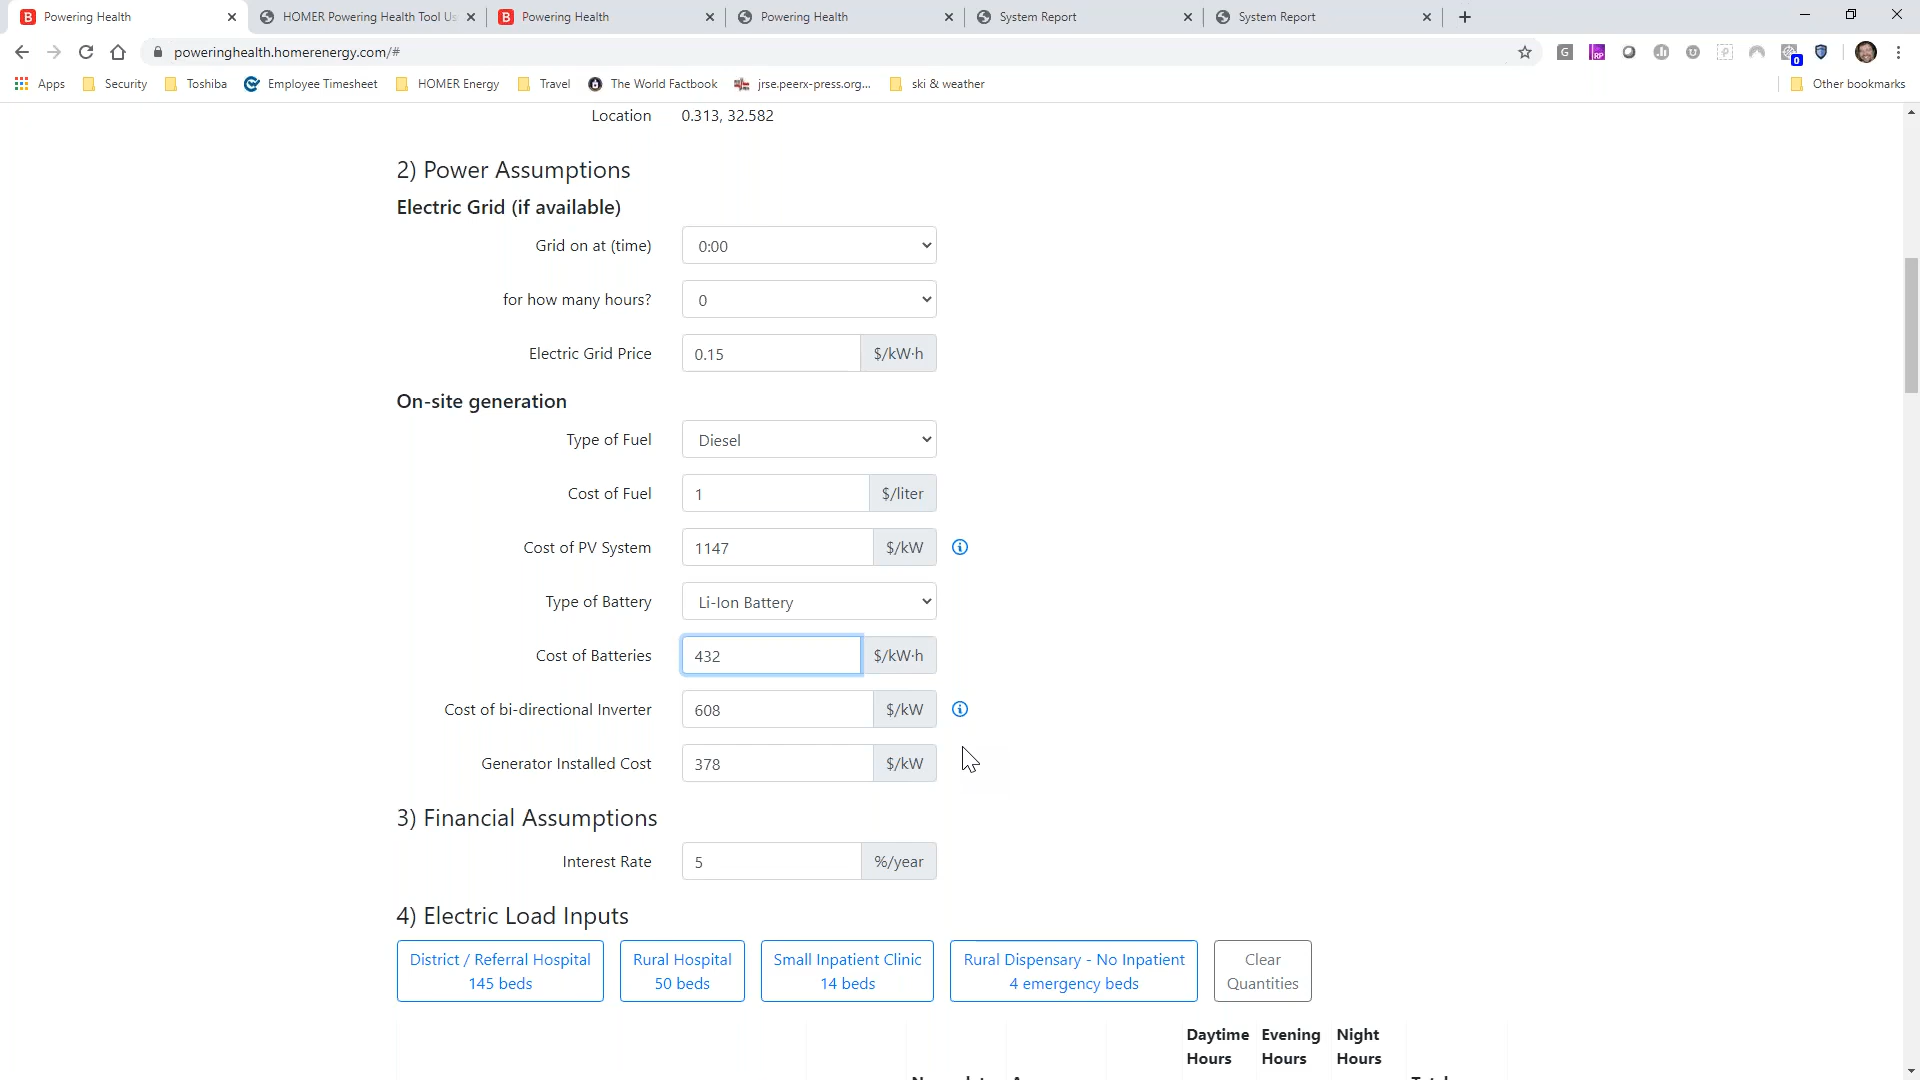 Powering Health
HOMER Powering Health Tool Us
Powering Health
Powering Health
System Report
System Report
poweringhealth.homerenergy.com/#
0
Apps
Security
Toshiba
Employee Timesheet
HOMER Energy
Travel
The World Factbook
jrse.peerx-press.org...
ski & weather
Other bookmarks
Location 0.313, 32.582
2) Power Assumptions
Electric Grid (if available)
Grid on at (time) 0:00
for how many hours? 0
Electric Grid Price 0.15 $/kW·h
On-site generation
Type of Fuel Diesel
Cost of Fuel 1 $/liter
Cost of PV System 1147 $/kW
Type of Battery Li-Ion Battery
Cost of Batteries 432 $/kW·h
Cost of bi-directional Inverter 608 $/kW
Generator Installed Cost 378 $/kW
3) Financial Assumptions
Interest Rate 5 %/year
4) Electric Load Inputs
District / Referral Hospital
145 beds
Rural Hospital
50 beds
Small Inpatient Clinic
14 beds
Rural Dispensary - No Inpatient
4 emergency beds
Clear
Quantities
Daytime
Hours
Evening
Hours
Night
Hours